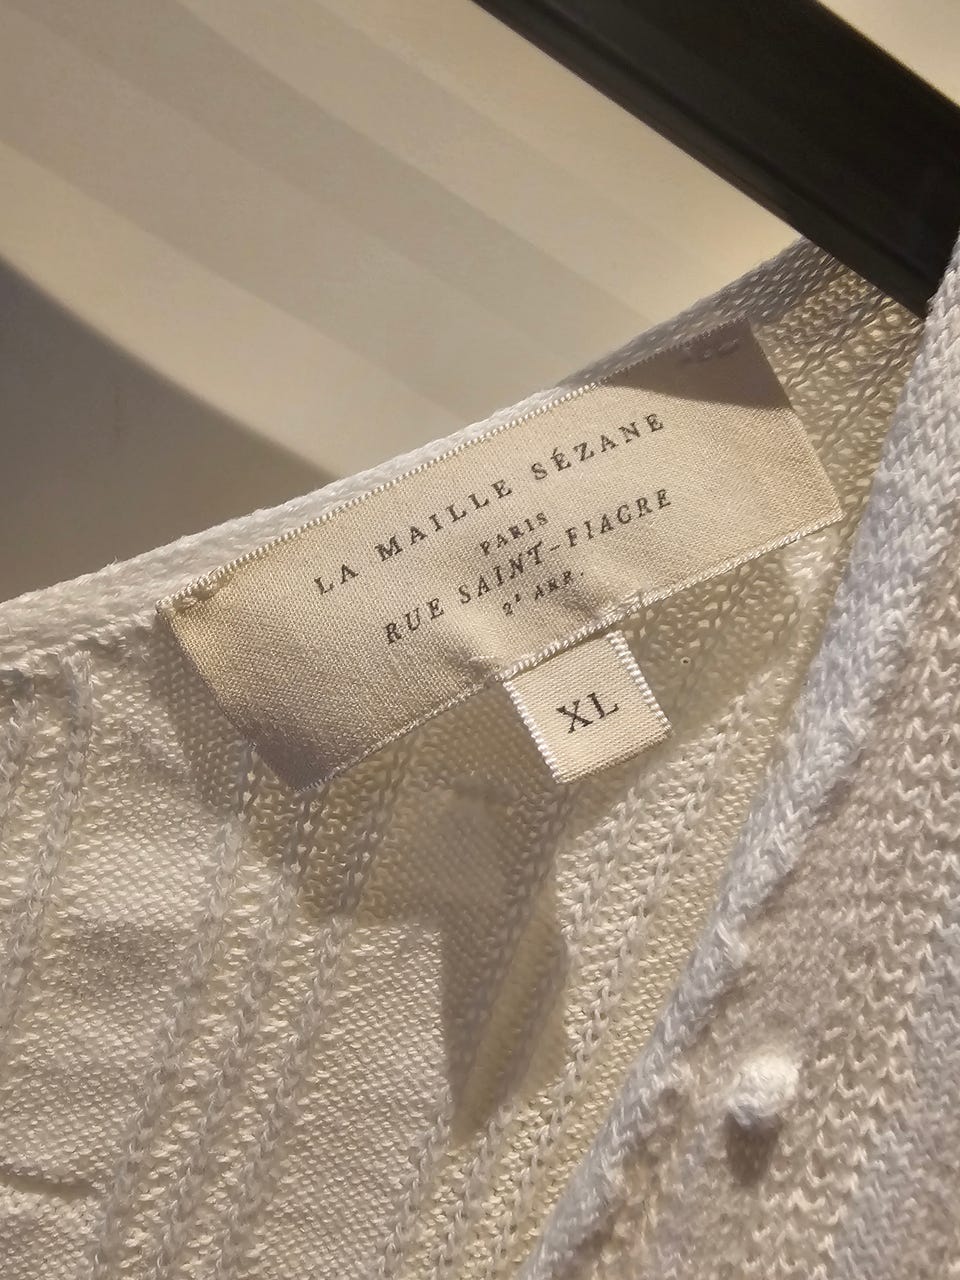 LA MAILLE SÉZANE
PARIS
RUE SAINT-FIACRE
2E ARR.
XL